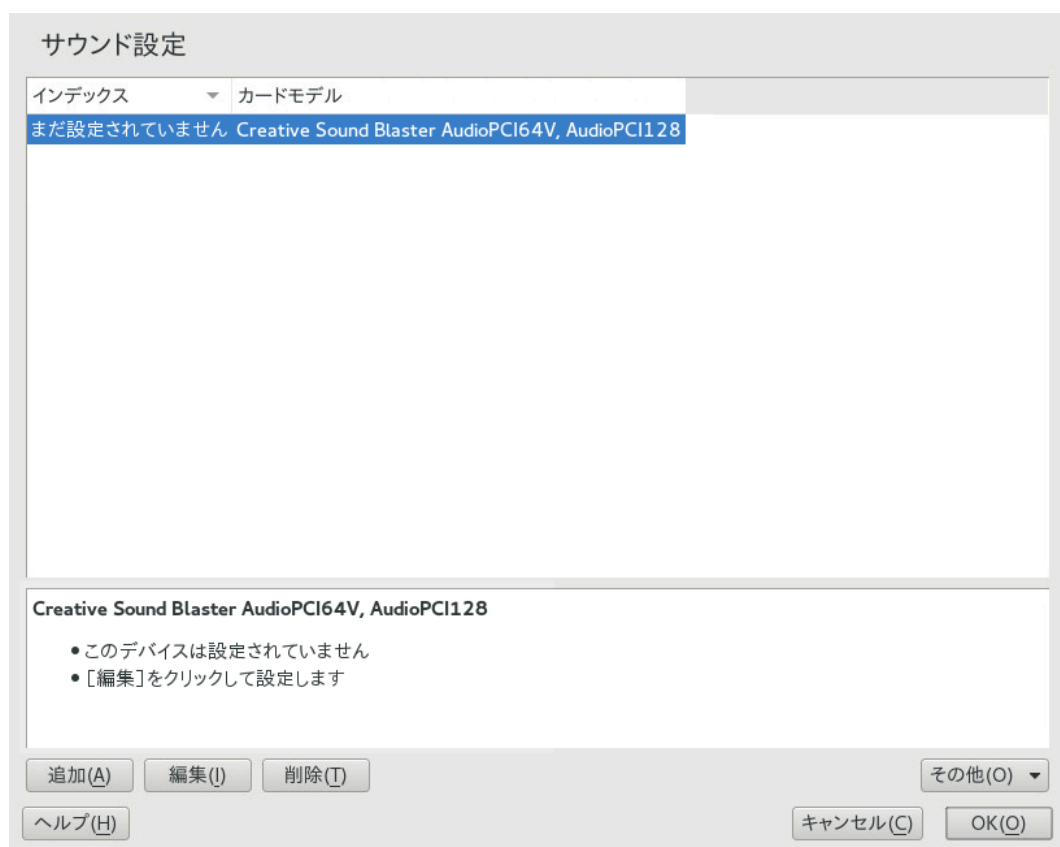 サウンド設定
インデックス カードモデル
まだ設定されていません Creative Sound Blaster AudioPCI64V, AudioPCI128
Creative Sound Blaster AudioPCI64V, AudioPCI128
•このデバイスは設定されていません
•［編集］をクリックして設定します
追加(A) 編集(I) 削除(T) その他(O)
ヘルプ(H) キャンセル(C) OK(O)